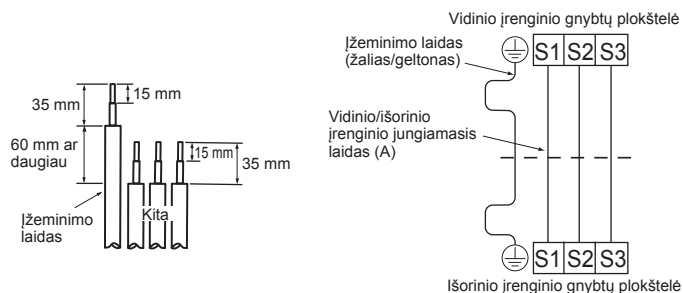 15 mm
35 mm
60 mm ar
daugiau
15 mm
35 mm
Kita
Įžeminimo
laidas
Vidinio įrenginio gnybtų plokštelė
Įžeminimo laidas
(žalias/geltonas)
S1 S2 S3
Vidinio/išorinio
įrenginio jungiamasis
laidas (A)
S1 S2 S3
Išorinio įrenginio gnybtų plokštelė